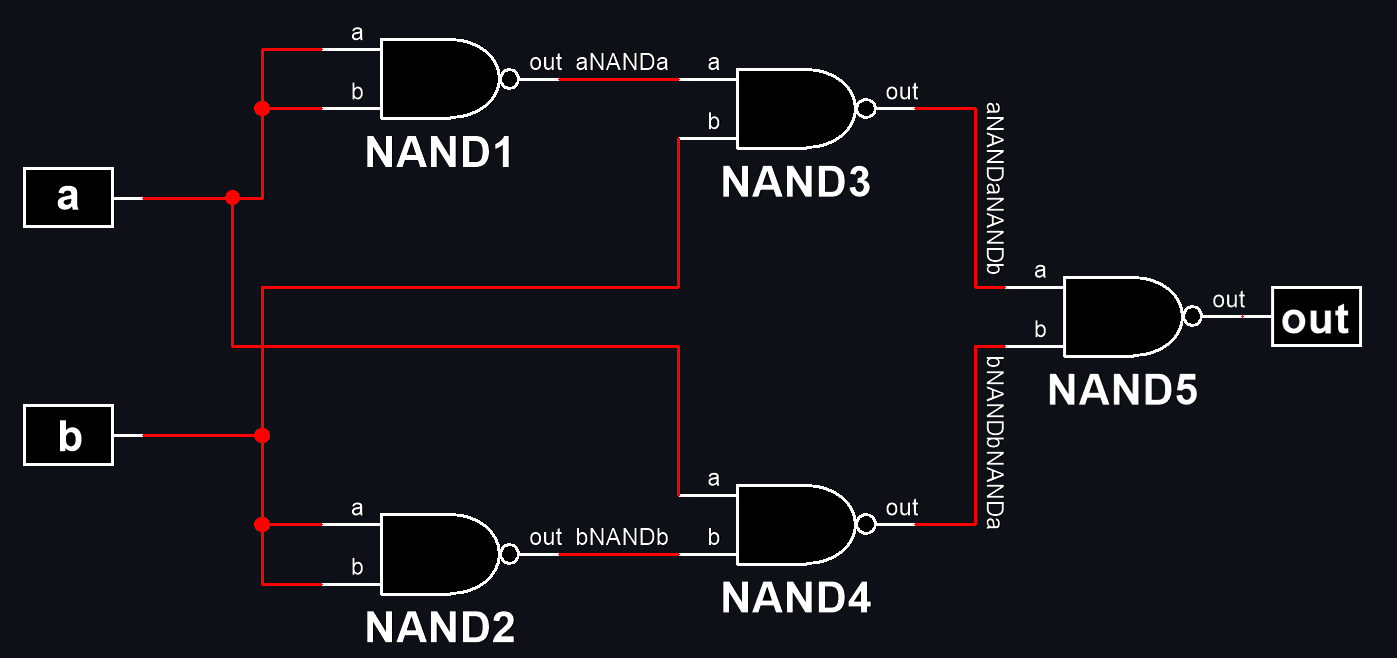 a
b
out
aNANDa
NAND1
a
b
out
NAND3
aNANDaNANDb
a
b
a
b
out
NAND5
out
a
b
out
bNANDb
NAND2
a
b
out
NAND4
bNANDbNANDa